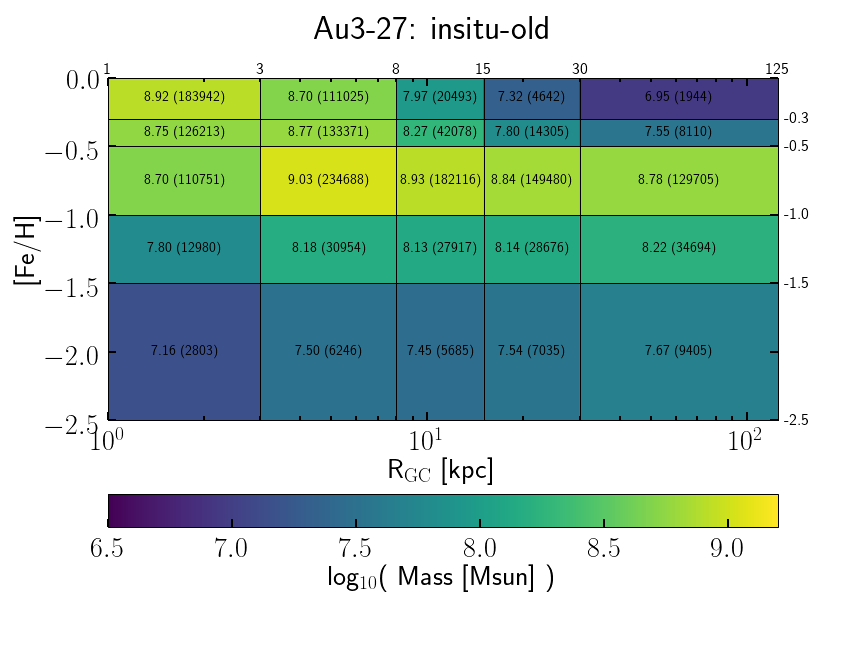 Au3-27: insitu-old
1 3 8 15 30 125
0.0 8.92 (183942) 8.70 (111025) 7.97 (20493) 7.32 (4642) 6.95 (1944)
-0.3
8.75 (126213) 8.77 (133371) 8.27 (42078) 7.80 (14305) 7.55 (8110)
−0.5 -0.5
8.70 (110751) 9.03 (234688) 8.93 (182116) 8.84 (149480) 8.78 (129705)
−1.0 -1.0
[Fe/H]
7.80 (12980) 8.18 (30954) 8.13 (27917) 8.14 (28676) 8.22 (34694)
−1.5 -1.5
7.16 (2803) 7.50 (6246) 7.45 (5685) 7.54 (7035) 7.67 (9405)
−2.0
−2.5 -2.5
10⁰ 10¹ 10²
R_GC [kpc]
6.5 7.0 7.5 8.0 8.5 9.0
log₁₀( Mass [Msun] )